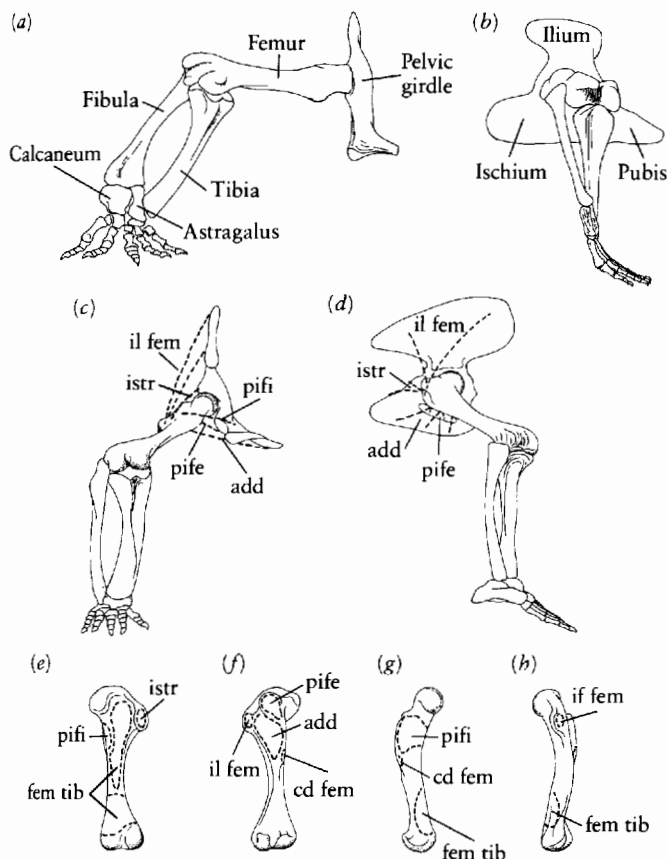 (a)
Femur
Pelvic
girdle
Fibula
Calcaneum
Tibia
Astragalus
(b)
Ilium
Ischium
Pubis
(c)
il fem
istr
pifi
pife
add
(d)
il fem
istr
add
pife
(e)
istr
pifi
fem tib
(f)
pife
add
il fem
cd fem
(g)
pifi
cd fem
fem tib
(h)
if fem
fem tib